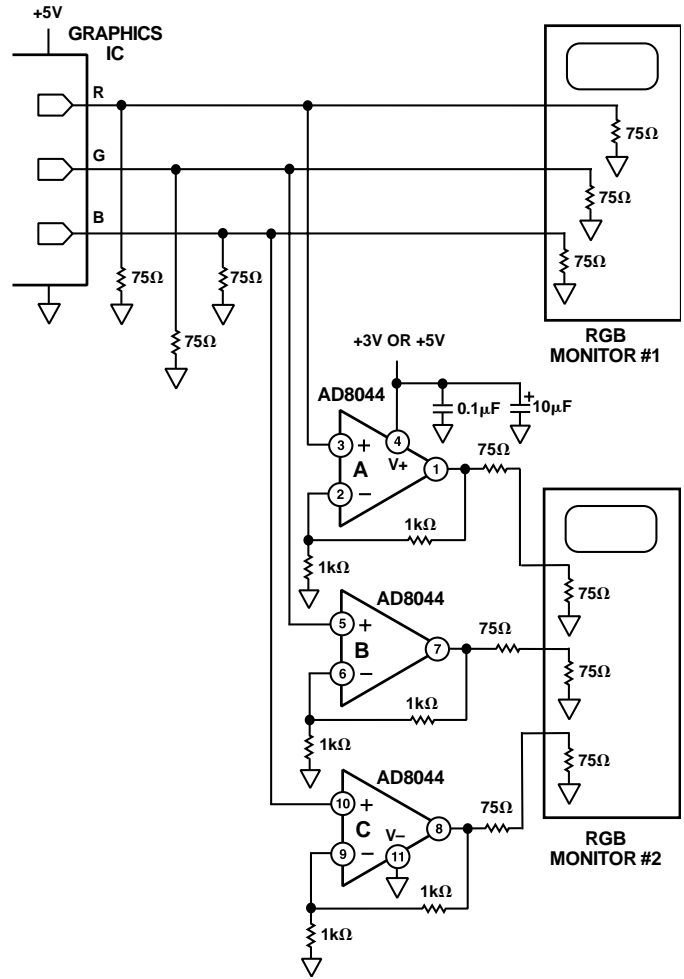 +5V
GRAPHICS
IC
R
G
B
75Ω
75Ω
75Ω
75Ω
75Ω
75Ω
RGB
MONITOR #1
+3V OR +5V
AD8044
0.1μF
+
10μF
3
+
4
V+
A
1
75Ω
2
–
1kΩ
1kΩ
75Ω
AD8044
5
+
B
7
75Ω
6
–
75Ω
1kΩ
1kΩ
AD8044
10
+
C
8
75Ω
75Ω
9
–
V–
11
1kΩ
1kΩ
RGB
MONITOR #2